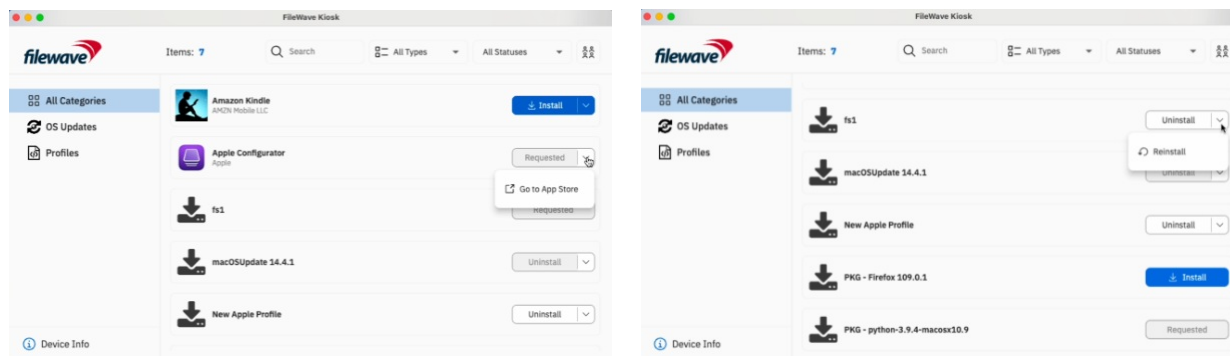 FileWave Kiosk
filewave
Items: 7
Search
All Types
All Statuses
All Categories
OS Updates
Profiles
Amazon Kindle
AMZN Mobile LLC
Install
Apple Configurator
Apple
Requested
Go to App Store
fs1
Requested
macOSUpdate 14.4.1
Uninstall
New Apple Profile
Uninstall
Device Info
FileWave Kiosk
filewave
Items: 7
Search
All Types
All Statuses
All Categories
OS Updates
Profiles
fs1
Uninstall
Reinstall
macOSUpdate 14.4.1
Uninstall
New Apple Profile
Uninstall
PKG - Firefox 109.0.1
Install
PKG - python-3.9.4-macosx10.9
Requested
Device Info